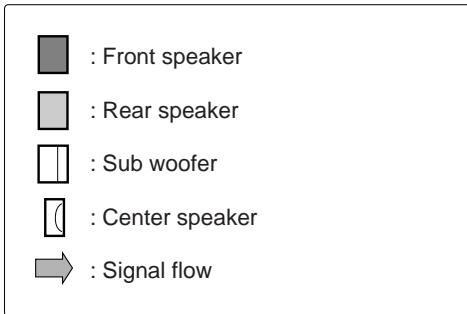 : Front speaker
: Rear speaker
: Sub woofer
: Center speaker
: Signal flow